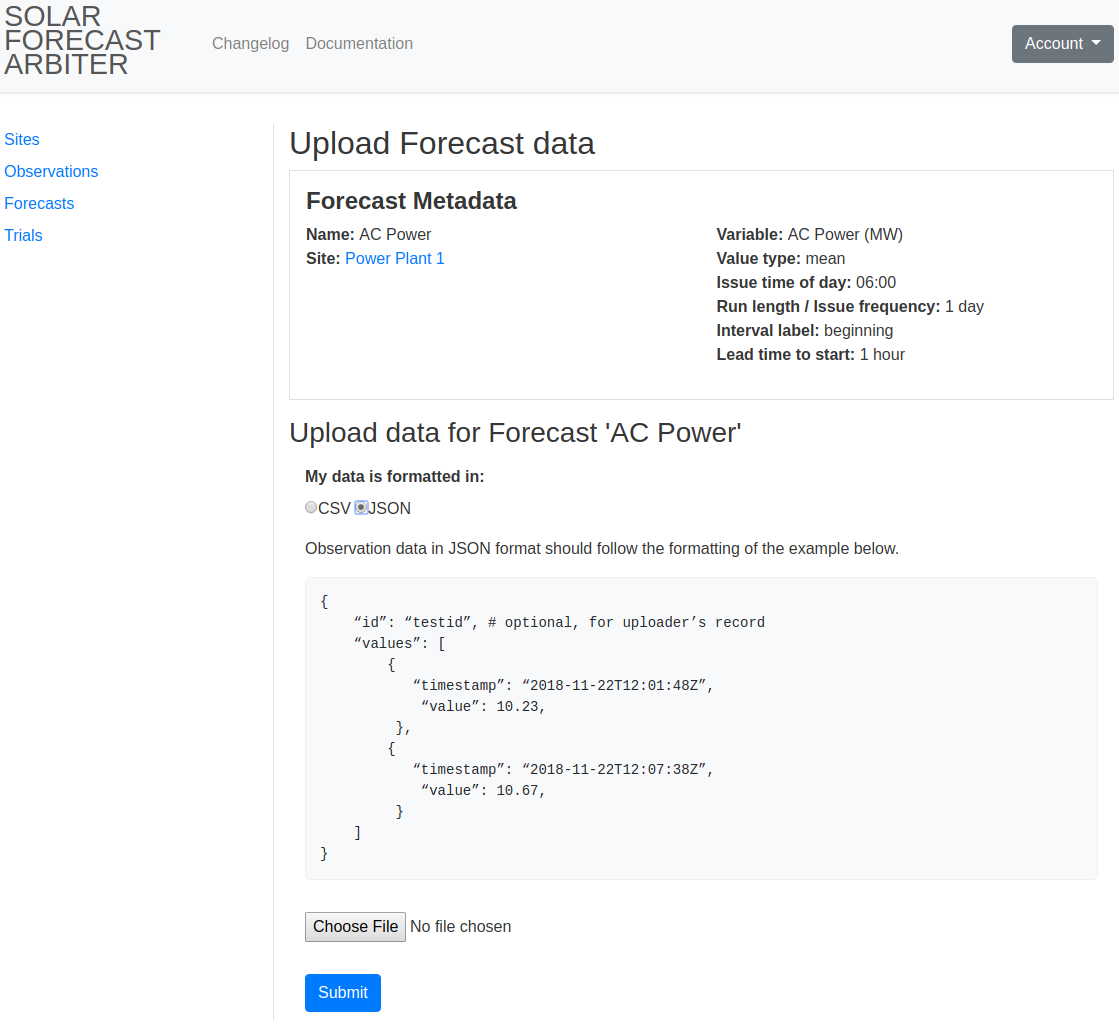 SOLAR
FORECAST
ARBITER
Changelog Documentation
Account
Sites
Observations
Forecasts
Trials
Upload Forecast data
Forecast Metadata
Name: AC Power
Site: Power Plant 1
Variable: AC Power (MW)
Value type: mean
Issue time of day: 06:00
Run length / Issue frequency: 1 day
Interval label: beginning
Lead time to start: 1 hour
Upload data for Forecast 'AC Power'
My data is formatted in:
CSV JSON
Observation data in JSON format should follow the formatting of the example below.
{
    “id”: “testid”, # optional, for uploader’s record
    “values”: [
        {
           “timestamp”: “2018-11-22T12:01:48Z”,
            “value”: 10.23,
         },
        {
           “timestamp”: “2018-11-22T12:07:38Z”,
            “value”: 10.67,
         }
    ]
}
Choose File No file chosen
Submit